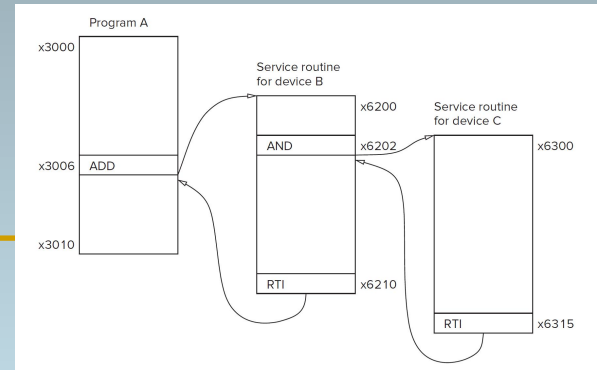 Program A
x3000
x3006 ADD
x3010
Service routine
for device B
x6200
AND x6202
RTI x6210
Service routine
for device C
x6300
RTI x6315